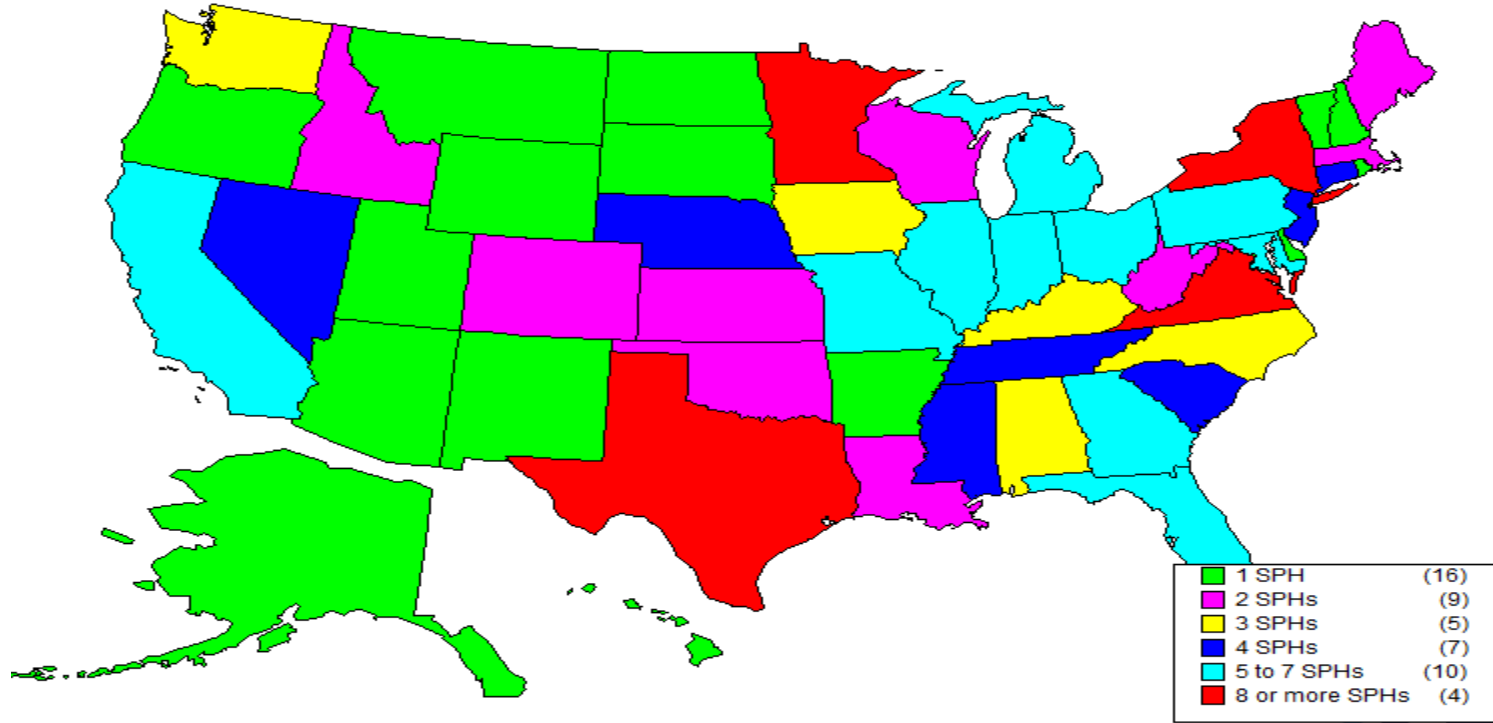 1 SPH (16)
2 SPHs (9)
3 SPHs (5)
4 SPHs (7)
5 to 7 SPHs (10)
8 or more SPHs (4)